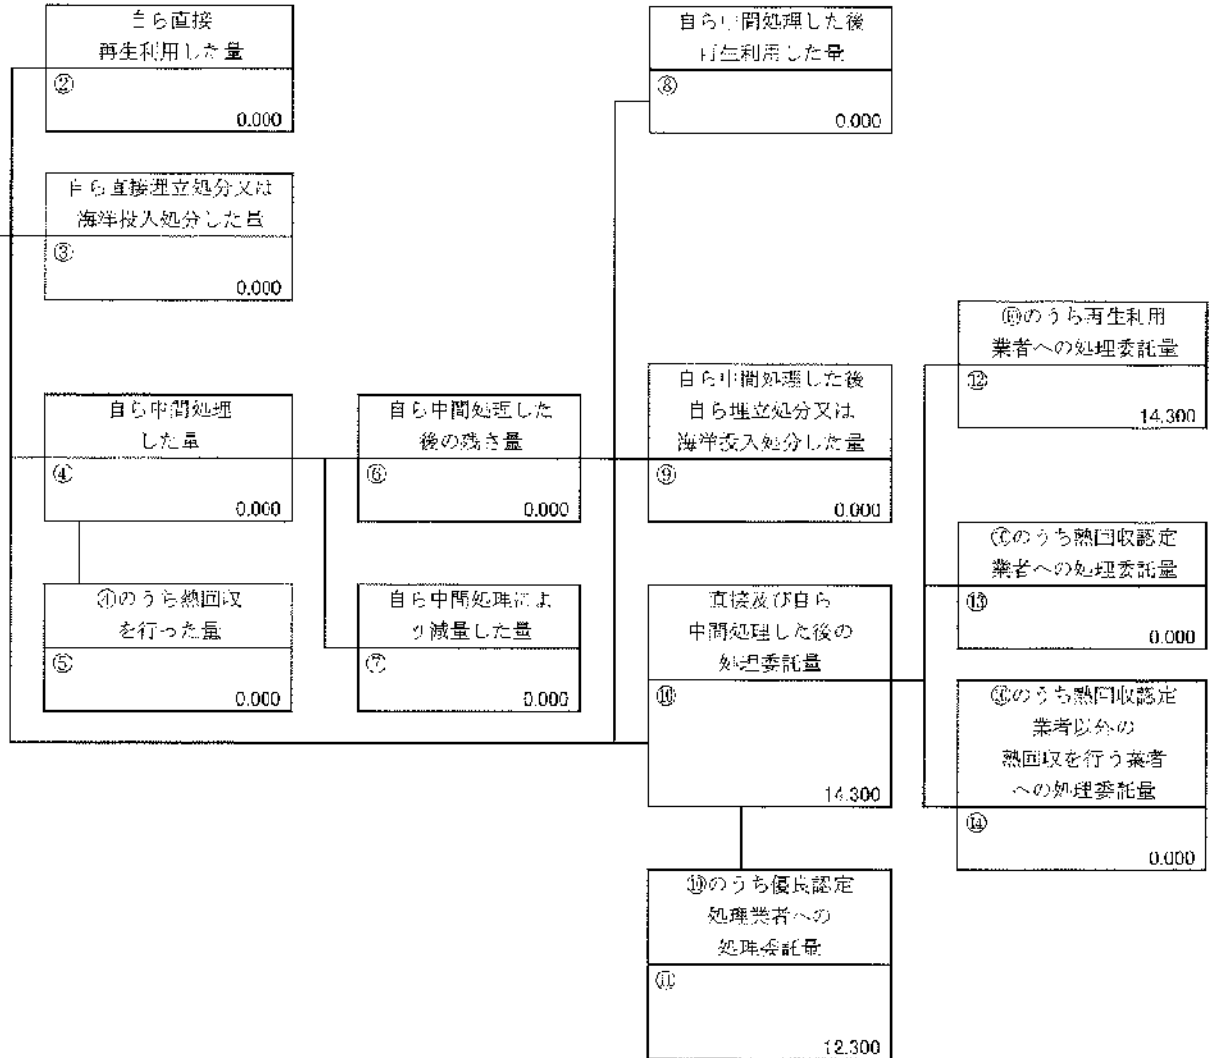 自ら直接
再生利用した量
②
0.000
自ら直接埋立処分又は
海洋投入処分した量
③
0.000
自ら中間処理
した量
④
0.000
④のうち熱回収
を行った量
⑤
0.000
自ら中間処理した
後の残さ量
⑥
0.000
自ら中間処理によ
り減量した量
⑦
0.000
自ら中間処理した後
再生利用した量
⑧
0.000
自ら中間処理した後
自ら埋立処分又は
海洋投入処分した量
⑨
0.000
直接及び自ら
中間処理した後の
処理委託量
⑩
14.300
⑩のうち優良認定
処理業者への
処理委託量
⑪
12.300
⑩のうち再生利用
業者への処理委託量
⑫
14.300
⑩のうち熱回収認定
業者への処理委託量
⑬
0.000
⑩のうち熱回収認定
業者以外の
熱回収を行う業者
への処理委託量
⑭
0.000